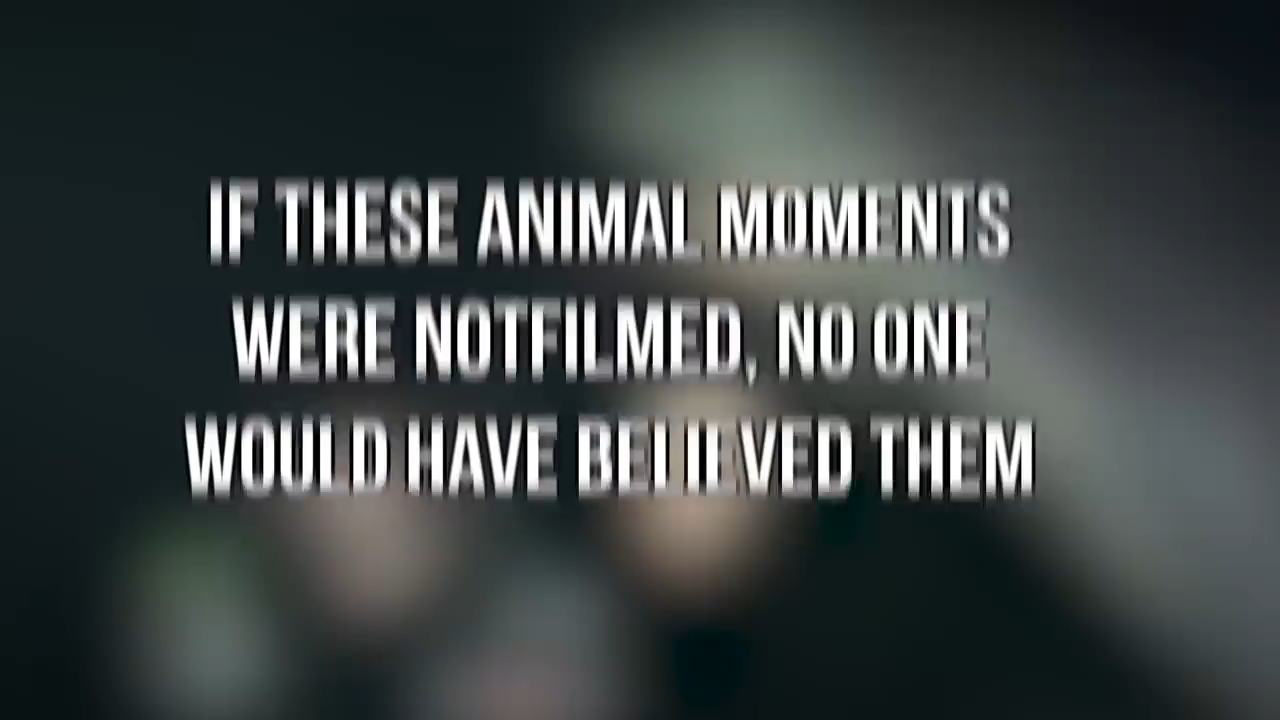 IF THESE ANIMAL MOMENTS
WERE NOTFILMED, NO ONE
WOULD HAVE BELIEVED THEM